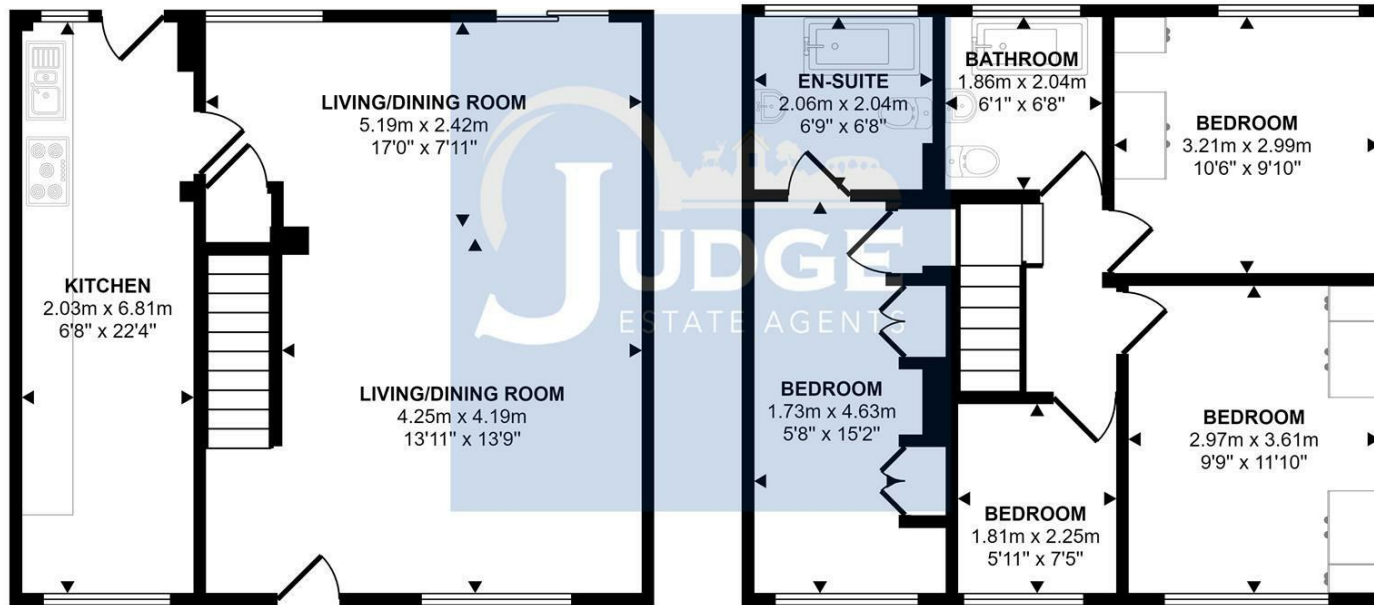 KITCHEN
2.03m x 6.81m
6'8" x 22'4"
LIVING/DINING ROOM
5.19m x 2.42m
17'0" x 7'11"
LIVING/DINING ROOM
4.25m x 4.19m
13'11" x 13'9"
JUDGE
ESTATE AGENTS
EN-SUITE
2.06m x 2.04m
6'9" x 6'8"
BATHROOM
1.86m x 2.04m
6'1" x 6'8"
BEDROOM
3.21m x 2.99m
10'6" x 9'10"
BEDROOM
1.73m x 4.63m
5'8" x 15'2"
BEDROOM
1.81m x 2.25m
5'11" x 7'5"
BEDROOM
2.97m x 3.61m
9'9" x 11'10"